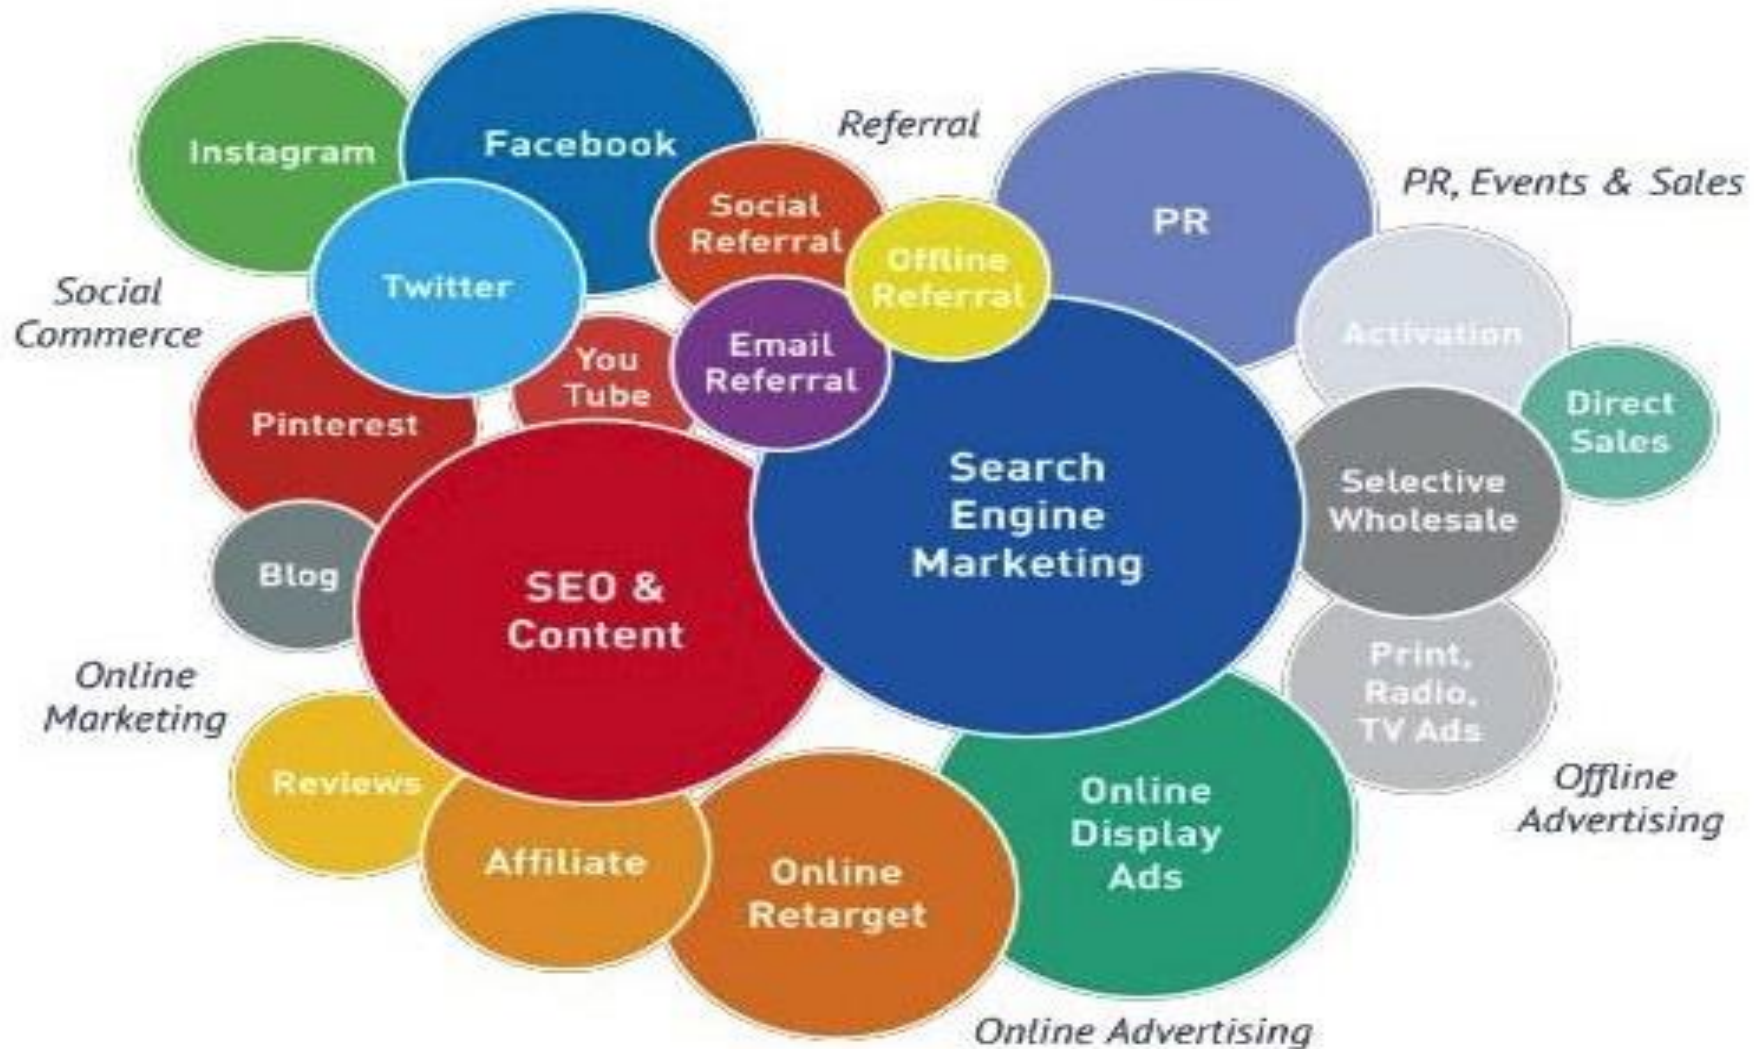 Instagram
Facebook
Referral
PR, Events & Sales
Social
Referral
PR
Offline
Referral
Twitter
Social
Commerce
Activation
You
Tube
Email
Referral
Pinterest
Direct
Sales
Search
Engine
Marketing
Selective
Wholesale
Blog
SEO &
Content
Print,
Radio,
TV Ads
Online
Marketing
Reviews
Affiliate
Online
Retarget
Online
Display
Ads
Offline
Advertising
Online Advertising